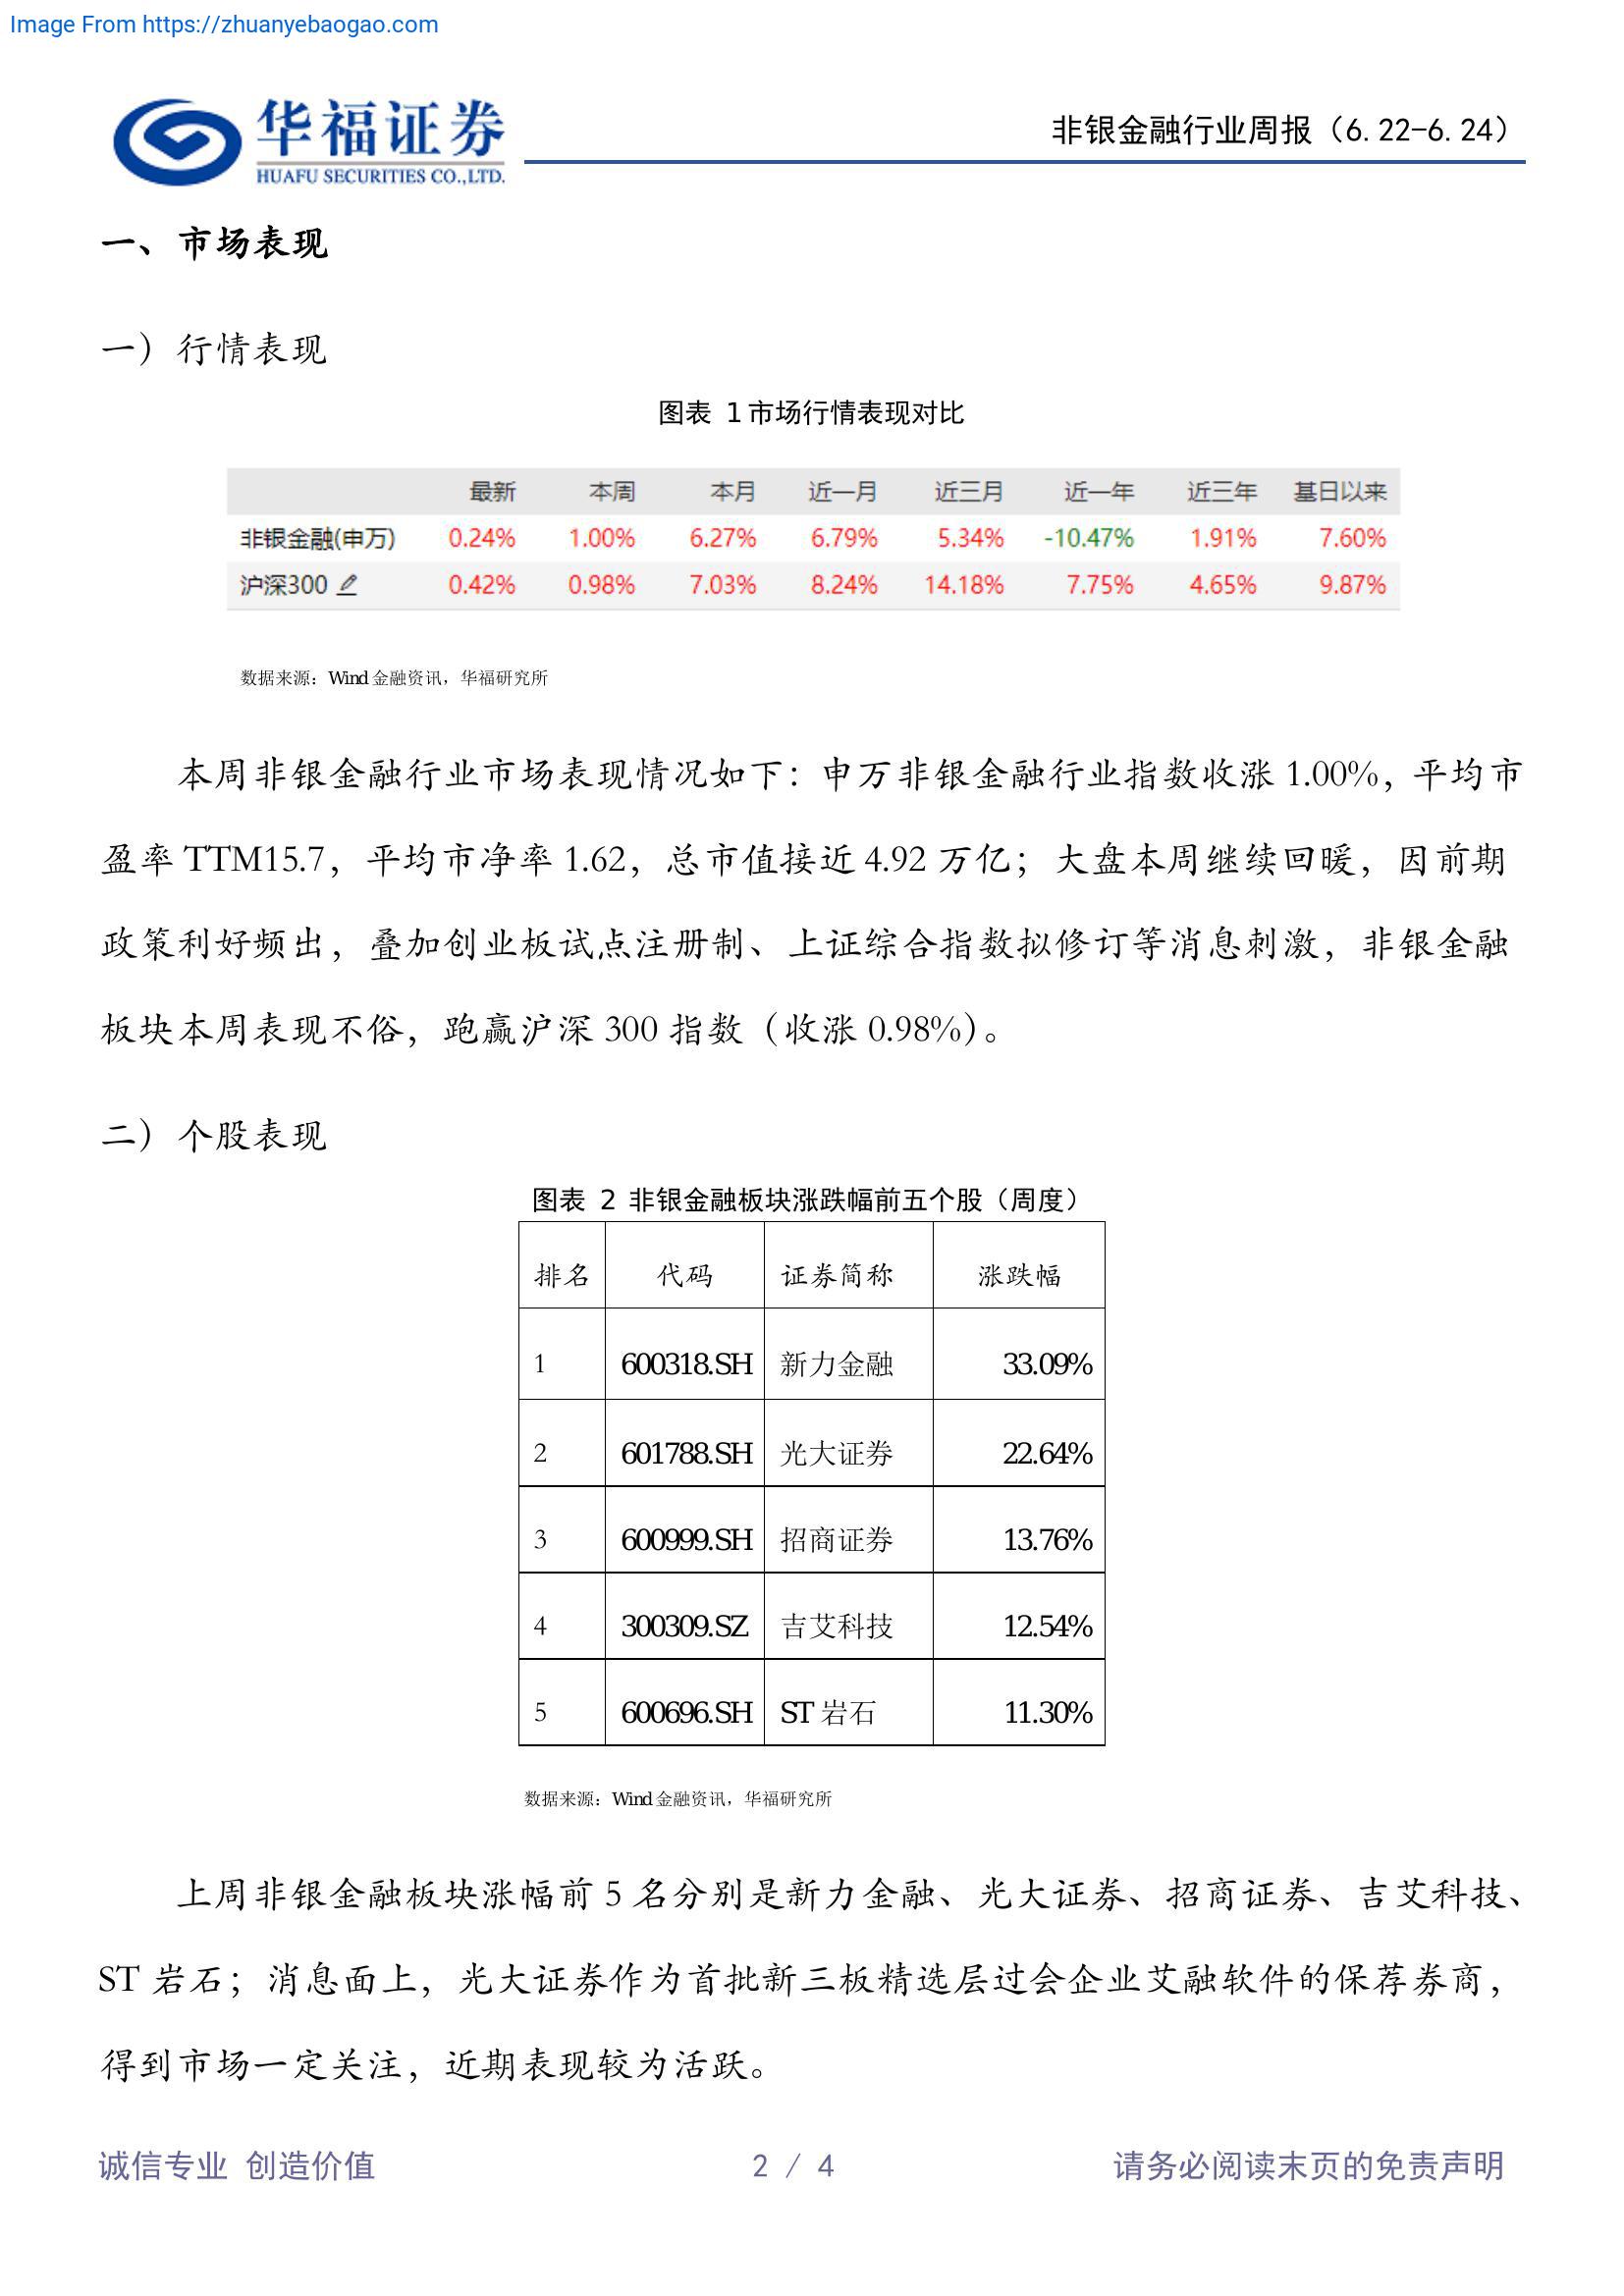 Image From https://zhuanyebaogao.com
华福证券
HUAFU SECURITIES CO.,LTD.
非银金融行业周报（6.22-6.24）
一、市场表现
一）行情表现
图表 1 市场行情表现对比
最新 本周 本月 近一月 近三月 近一年 近三年 基日以来
非银金融(申万) 0.24% 1.00% 6.27% 6.79% 5.34% -10.47% 1.91% 7.60%
沪深300 0.42% 0.98% 7.03% 8.24% 14.18% 7.75% 4.65% 9.87%
数据来源：Wind 金融资讯，华福研究所
本周非银金融行业市场表现情况如下：申万非银金融行业指数收涨 1.00%，平均市
盈率 TTM15.7，平均市净率 1.62，总市值接近 4.92 万亿；大盘本周继续回暖，因前期
政策利好频出，叠加创业板试点注册制、上证综合指数拟修订等消息刺激，非银金融
板块本周表现不俗，跑赢沪深 300 指数（收涨 0.98%）。
二）个股表现
图表 2 非银金融板块涨跌幅前五个股（周度）
排名 代码 证券简称 涨跌幅
1 600318.SH 新力金融 33.09%
2 601788.SH 光大证券 22.64%
3 600999.SH 招商证券 13.76%
4 300309.SZ 吉艾科技 12.54%
5 600696.SH ST 岩石 11.30%
数据来源：Wind 金融资讯，华福研究所
上周非银金融板块涨幅前 5 名分别是新力金融、光大证券、招商证券、吉艾科技、
ST 岩石；消息面上，光大证券作为首批新三板精选层过会企业艾融软件的保荐券商，
得到市场一定关注，近期表现较为活跃。
诚信专业 创造价值
2 / 4
请务必阅读末页的免责声明